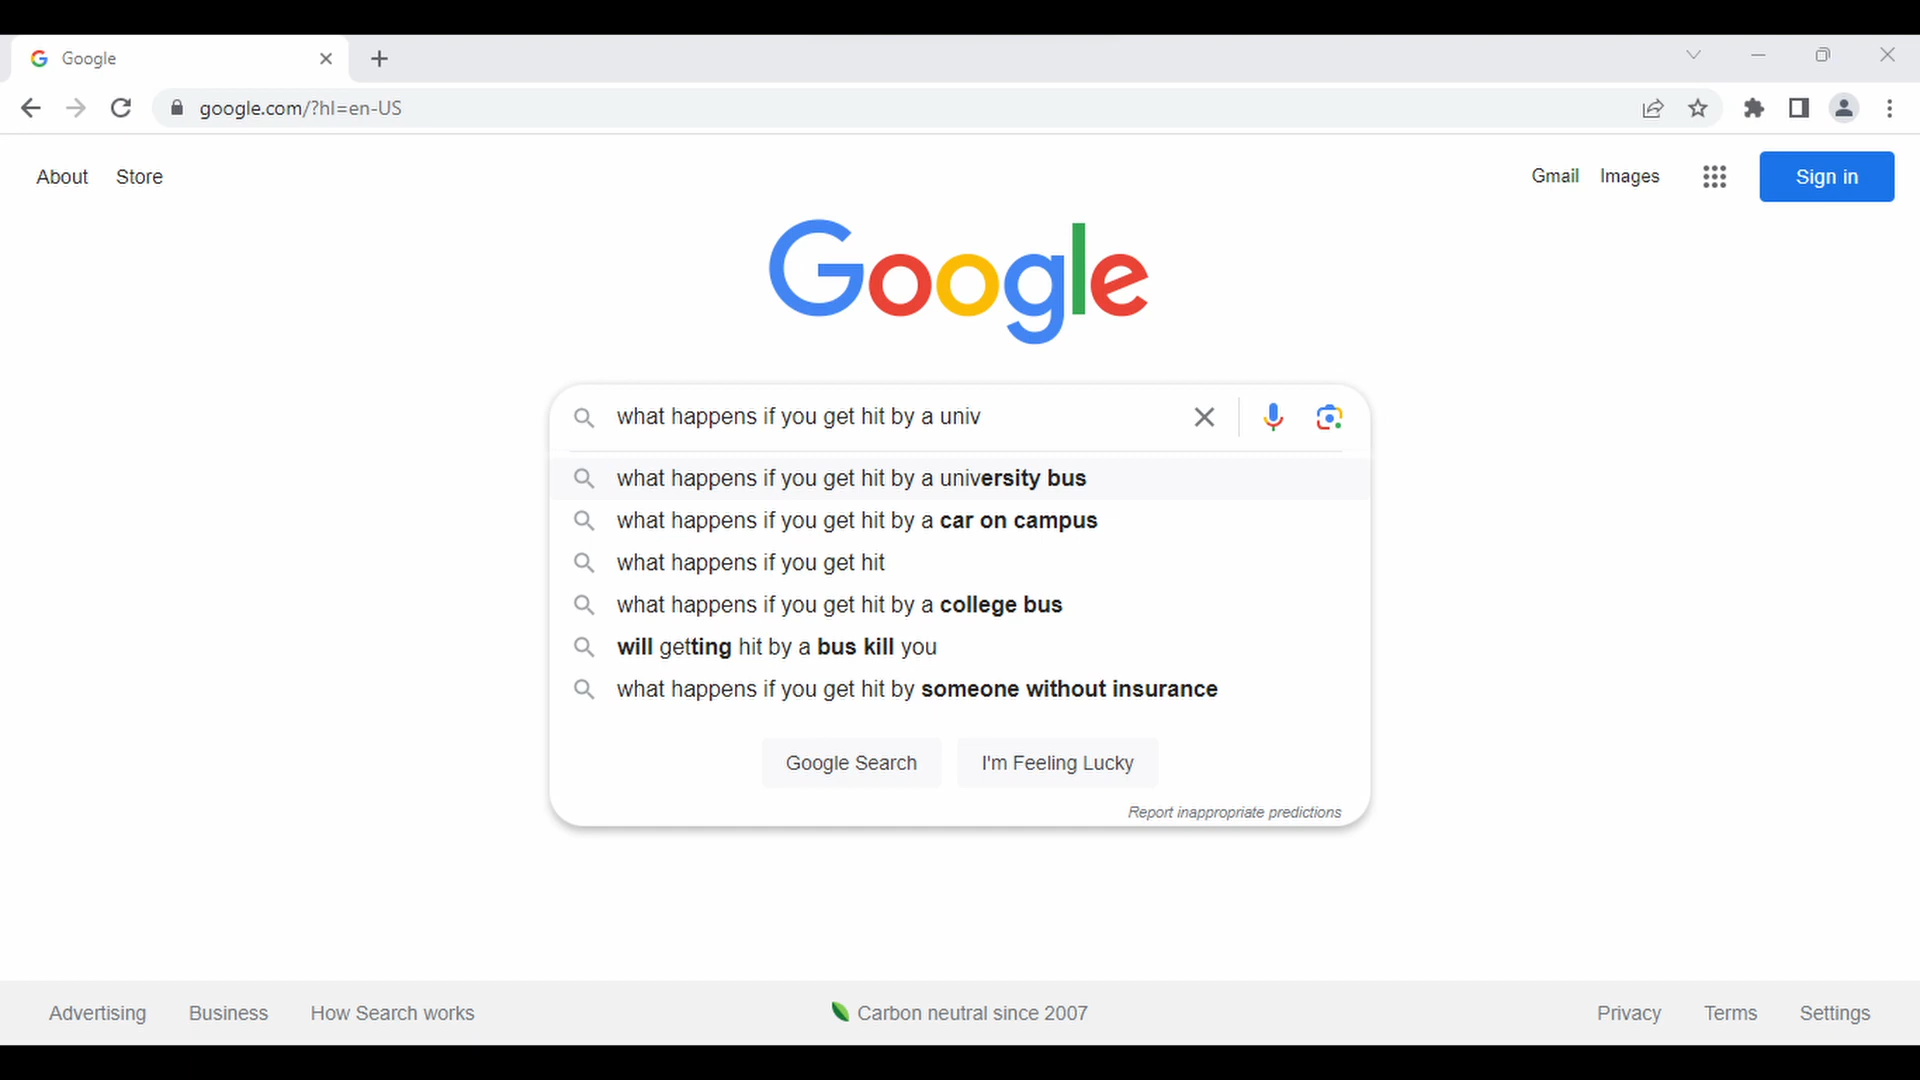 Google
google.com/?hl=en-US
About Store Gmail Images Sign in
Google
what happens if you get hit by a univ
what happens if you get hit by a university bus
what happens if you get hit by a car on campus
what happens if you get hit
what happens if you get hit by a college bus
will getting hit by a bus kill you
what happens if you get hit by someone without insurance
Google Search I'm Feeling Lucky
Report inappropriate predictions
Advertising Business How Search works Carbon neutral since 2007 Privacy Terms Settings